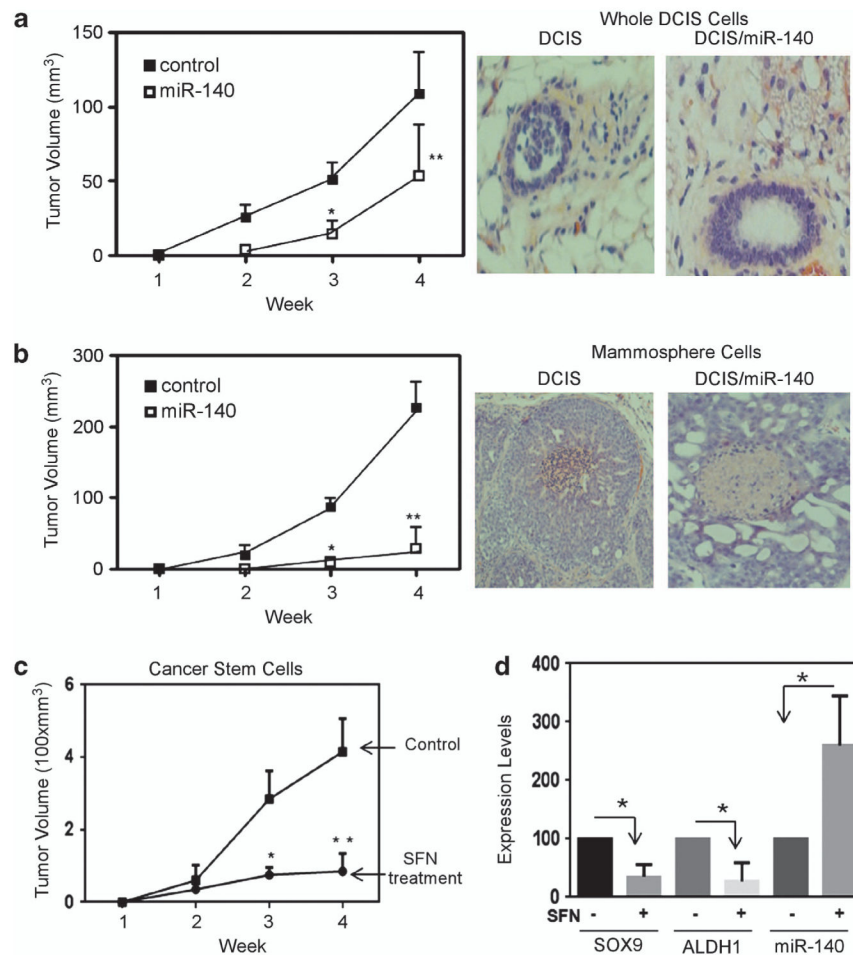 a
Whole DCIS Cells
DCIS
DCIS/miR-140
control
miR-140
Tumor Volume (mm³)
150
100
50
0
*
**
1 2 3 4
Week
b
Mammosphere Cells
DCIS
DCIS/miR-140
control
miR-140
Tumor Volume (mm³)
300
200
100
0
*
**
1 2 3 4
Week
c
Cancer Stem Cells
Tumor Volume (100xmm³)
6
4
2
0
*
* *
Control
SFN
treatment
1 2 3 4
Week
d
Expression Levels
400
300
200
100
0
*
*
*
SFN - + - + - +
SOX9 ALDH1 miR-140